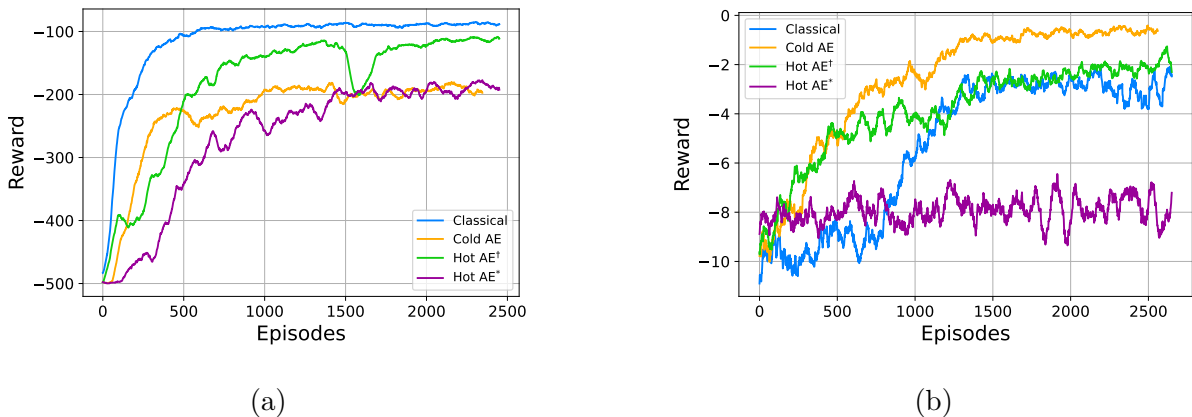 −100
−200
−300
−400
−500
Reward
0
500
1000
1500
2000
2500
Episodes
Classical
Cold AE
Hot AE†
Hot AE*
(a)
0
−2
−4
−6
−8
−10
Reward
0
500
1000
1500
2000
2500
Episodes
Classical
Cold AE
Hot AE†
Hot AE*
(b)